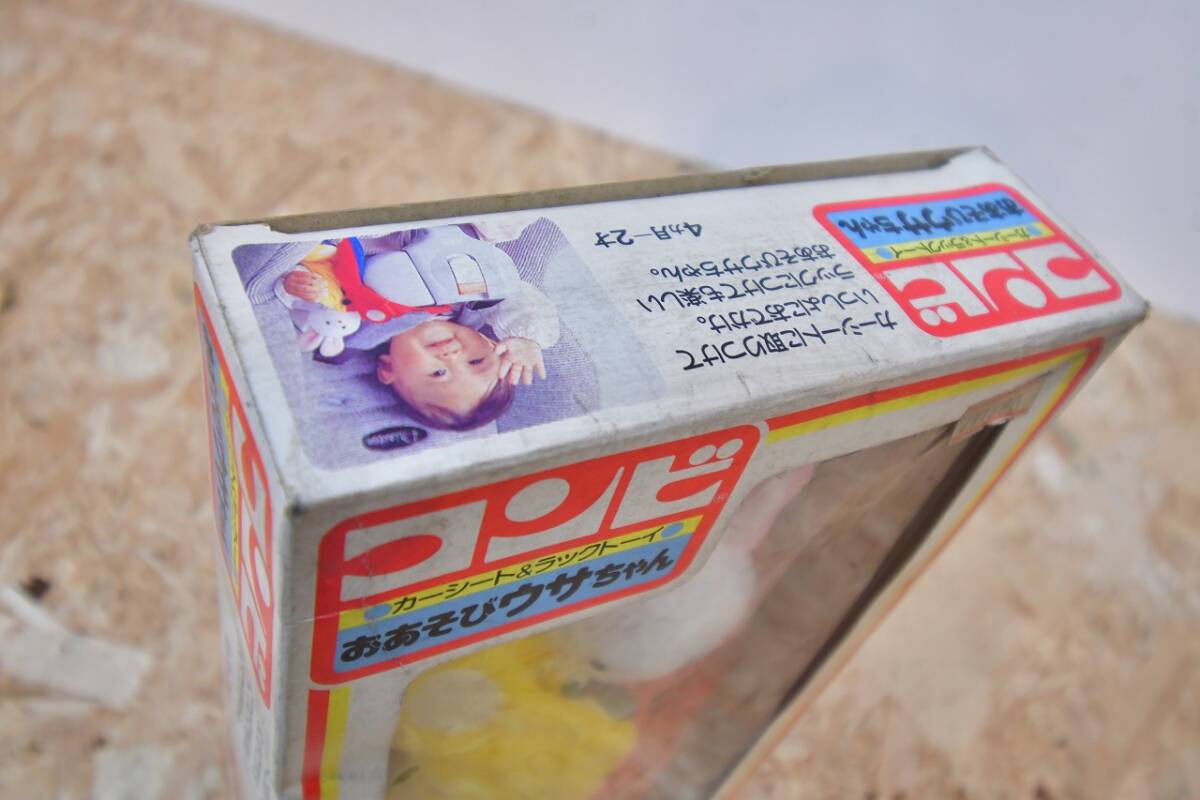 コンビ
カーシート&ラックトーイ
おあそびウサちゃん
カーシートに取りつけて
いっしょにおでかけ。
ラックにつけても楽しい
おあそびウサちゃん。
4ヵ月－2才
コンビ®
カーシート&ラックトーイ
おあそびウサちゃん
コンビ